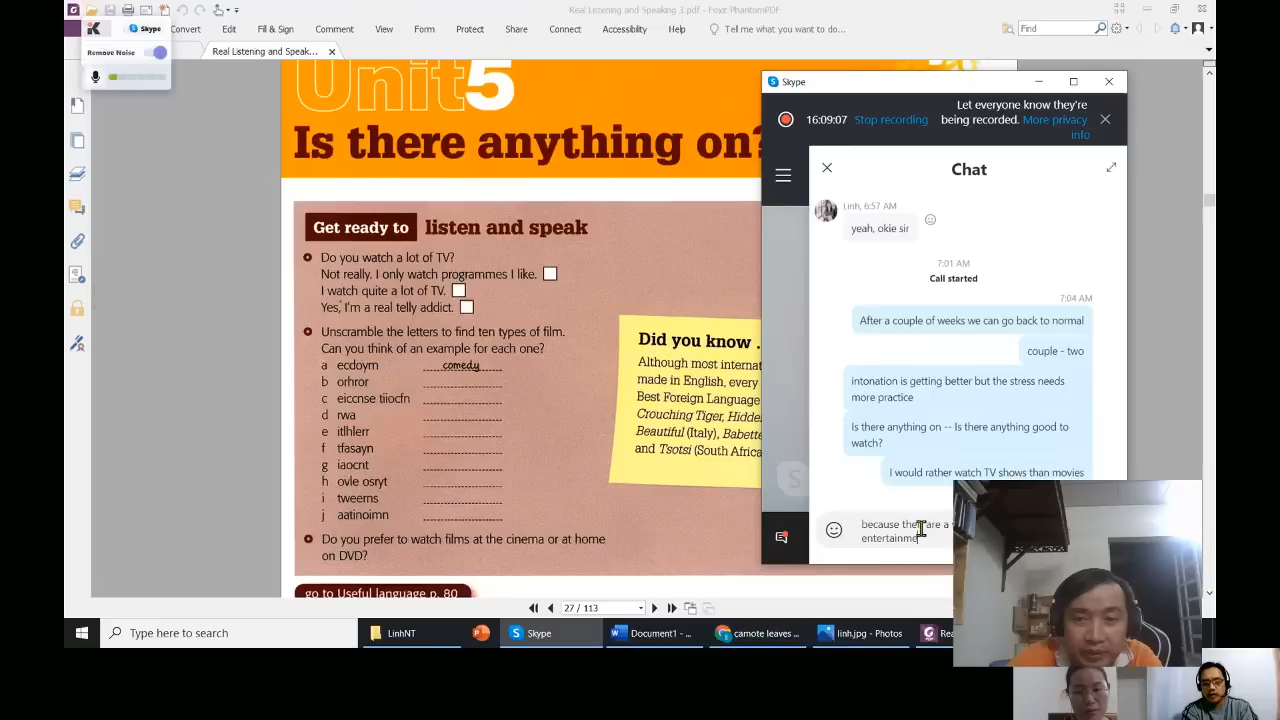 Real Listening and Speaking 3.pdf - Foxit PhantomPDF
Skype
Convert
Edit
Fill & Sign
Comment
View
Form
Protect
Share
Connect
Accessibility
Help
Tell me what you want to do...
Find
Remove Noise
Real Listening and Speak...
Unit 5
Is there anything on?
Get ready to listen and speak
Do you watch a lot of TV?
Not really. I only watch programmes I like.
I watch quite a lot of TV.
Yes, I'm a real telly addict.
Unscramble the letters to find ten types of film.
Can you think of an example for each one?
a ecdoym comedy
b orhror
c eiccnse tiiocfn
d rwa
e itlhlerr
f tfasayn
g iaocnt
h ovle osryt
i tweerns
j aatinoimn
Do you prefer to watch films at the cinema or at home
on DVD?
go to Useful language p. 80
Did you know
Although most internat
made in English, every
Best Foreign Language
Crouching Tiger, Hidde
Beautiful (Italy), Babette
and Tsotsi (South Africa
Skype
16:09:07
Stop recording
Let everyone know they're
being recorded. More privacy
info
Chat
Linh, 6:57 AM
yeah, okie sir
7:01 AM
Call started
7:04 AM
After a couple of weeks we can go back to normal
couple - two
intonation is getting better but the stress needs
more practice
Is there anything on -- Is there anything good to
watch?
I would rather watch TV shows than movies
because they are a
entertainme
27 / 113
Type here to search
LinhNT
Skype
Document1 - ...
camote leaves ...
linh.jpg - Photos
Rea